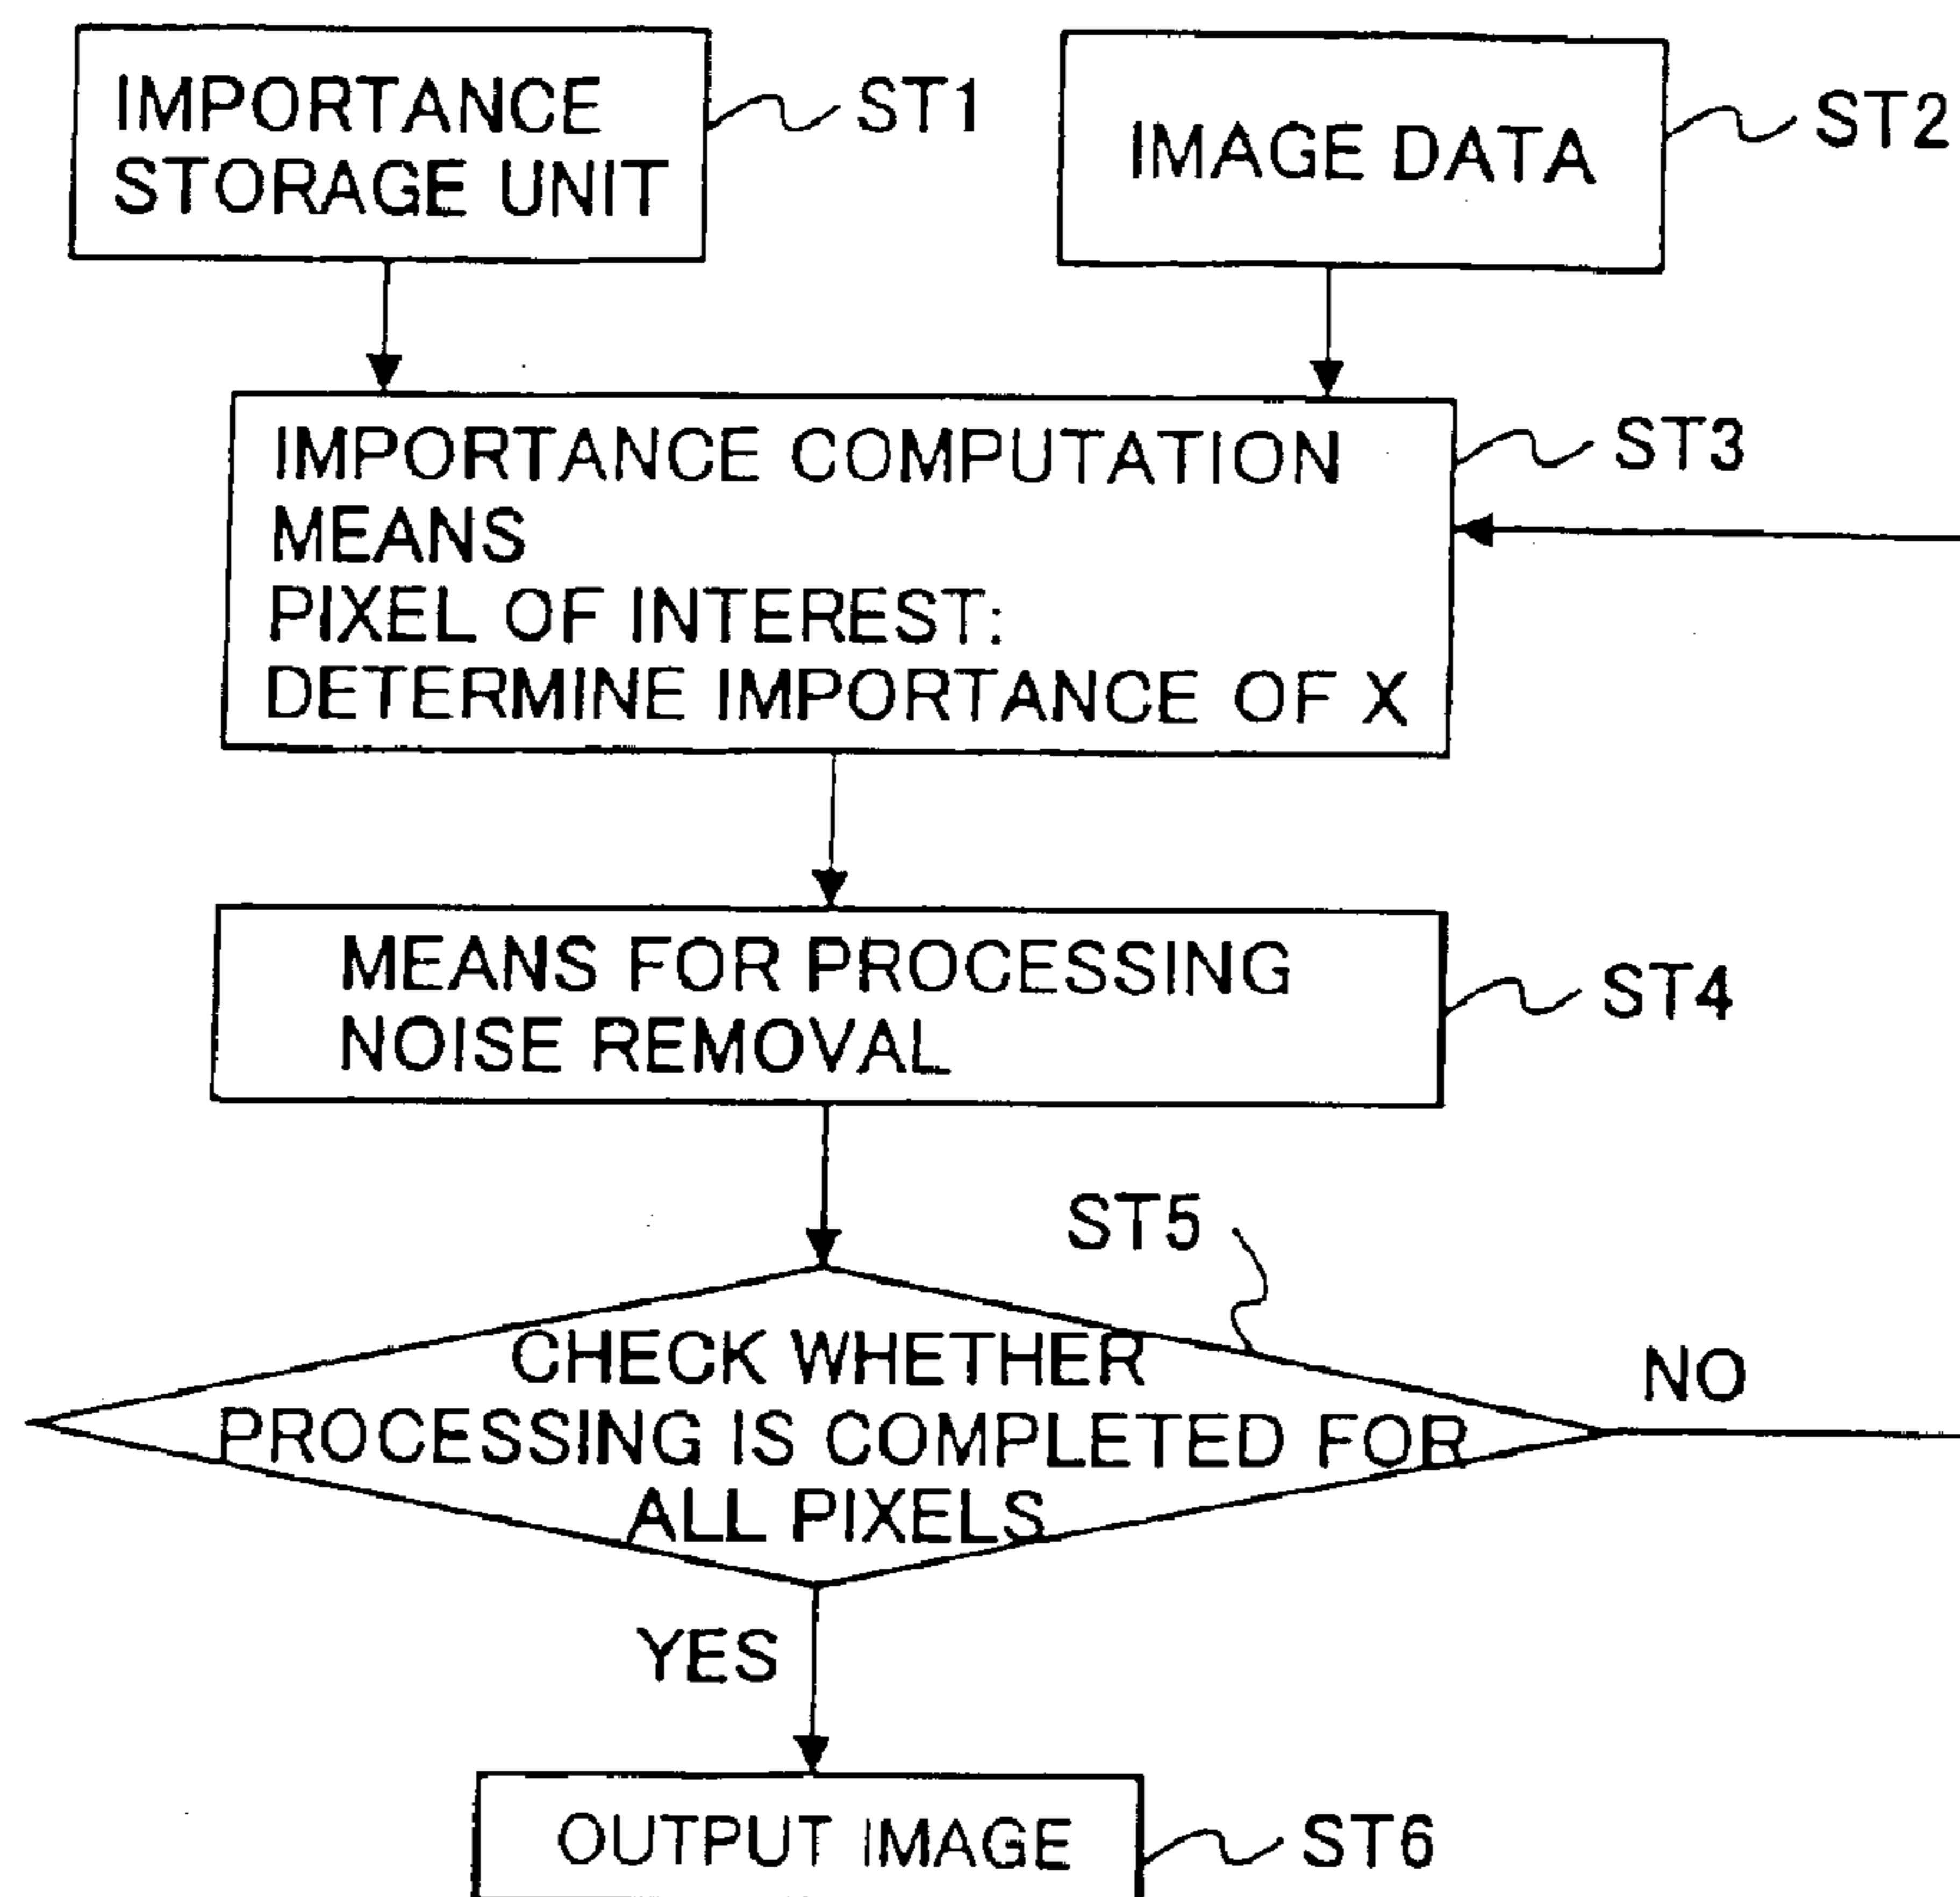 IMPORTANCE
STORAGE UNIT
ST1
IMAGE DATA
ST2
IMPORTANCE COMPUTATION
MEANS
PIXEL OF INTEREST:
DETERMINE IMPORTANCE OF X
ST3
MEANS FOR PROCESSING
NOISE REMOVAL
ST4
ST5
CHECK WHETHER
PROCESSING IS COMPLETED FOR
ALL PIXELS
NO
YES
OUTPUT IMAGE
ST6